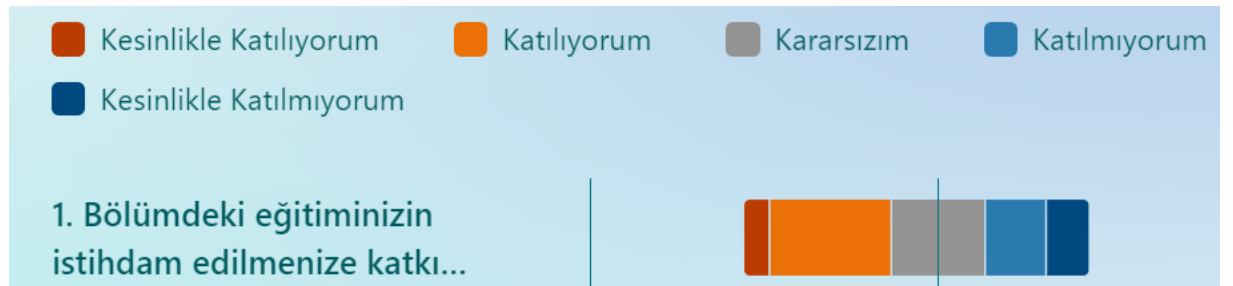 Kesinlikle Katılıyorum Katılıyorum Kararsızım Katılmıyorum
Kesinlikle Katılmıyorum
1. Bölümdeki eğitiminizin
istihdam edilmenize katkı...